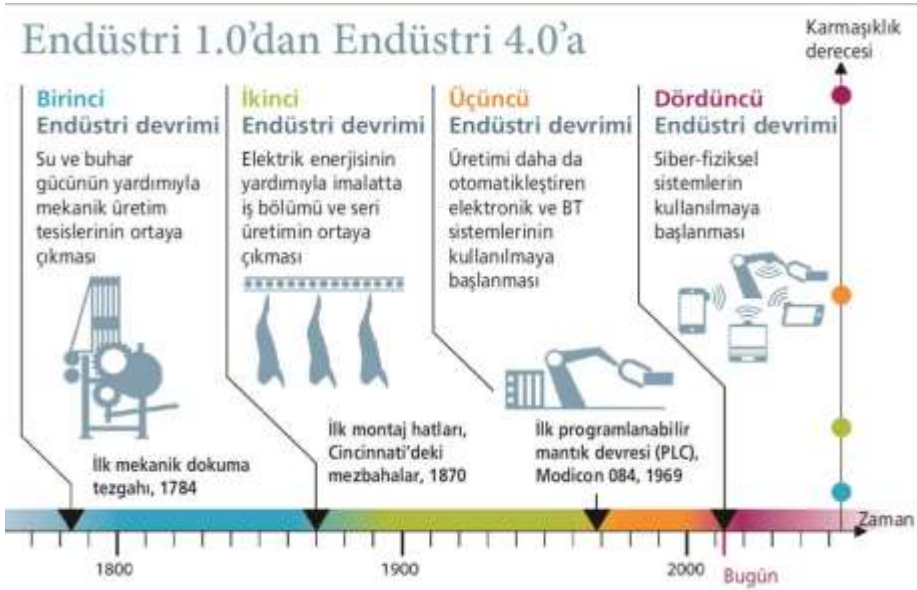 Endüstri 1.0’dan Endüstri 4.0’a
Karmaşıklık
derecesi
Birinci
Endüstri devrimi
Su ve buhar
gücünün yardımıyla
mekanik üretim
tesislerinin ortaya
çıkması
İkinci
Endüstri devrimi
Elektrik enerjisinin
yardımıyla imalatta
iş bölümü ve seri
üretimin ortaya
çıkması
Üçüncü
Endüstri devrimi
Üretimi daha da
otomatikleştiren
elektronik ve BT
sistemlerinin
kullanılmaya
başlanması
Dördüncü
Endüstri devrimi
Siber-fiziksel
sistemlerin
kullanılmaya
başlanması
İlk mekanik dokuma
tezgahı, 1784
İlk montaj hatları,
Cincinnati’deki
mezbahalar, 1870
İlk programlanabilir
mantık devresi (PLC),
Modicon 084, 1969
Zaman
1800
1900
2000
Bugün